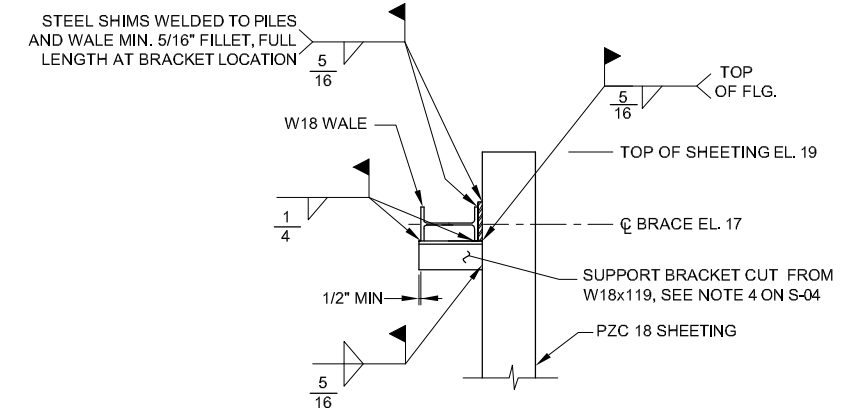 STEEL SHIMS WELDED TO PILES
AND WALE MIN. 5/16" FILLET, FULL
LENGTH AT BRACKET LOCATION
5
16
5
16
TOP
OF FLG.
W18 WALE
TOP OF SHEETING EL. 19
1
4
℄ BRACE EL. 17
SUPPORT BRACKET CUT FROM
W18x119, SEE NOTE 4 ON S-04
1/2" MIN
PZC 18 SHEETING
5
16